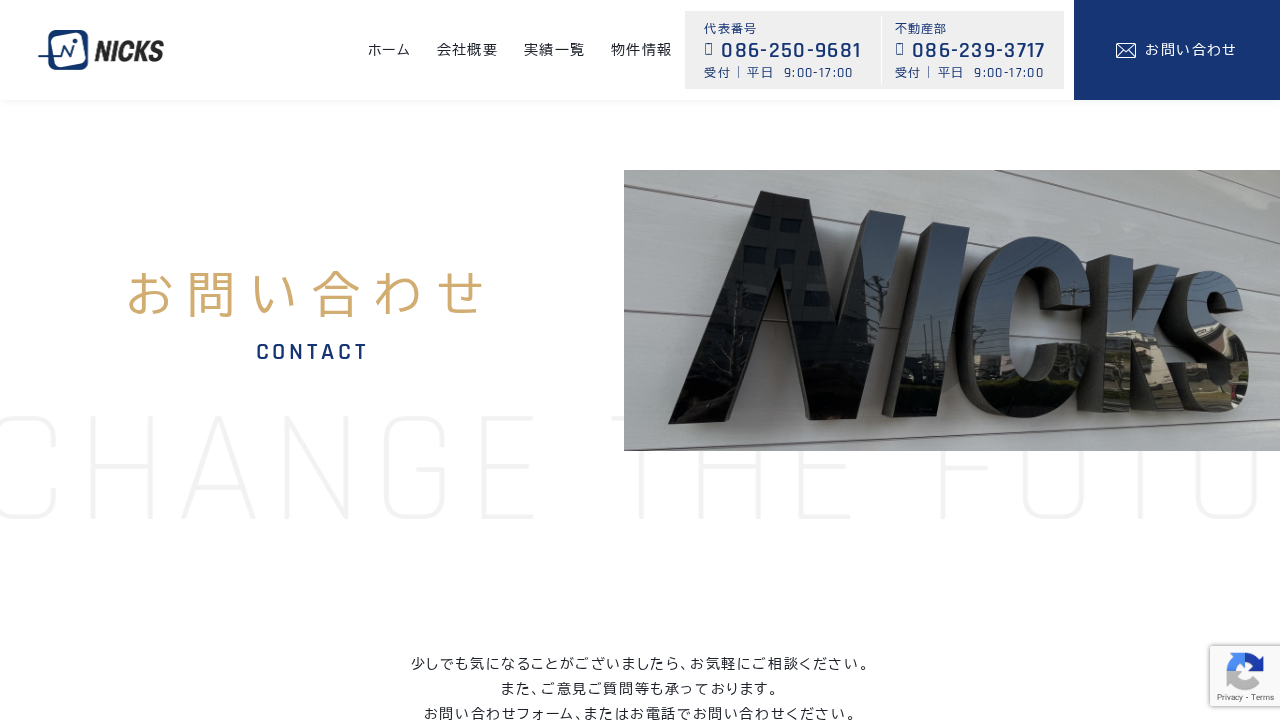 NICKS
ホーム
会社概要
実績一覧
物件情報
代表番号
086-250-9681
受付｜平日 9:00-17:00
不動産部
086-239-3717
受付｜平日 9:00-17:00
お問い合わせ
お問い合わせ
CONTACT
NICKS
CHANGE THE FUTU
少しでも気になることがございましたら、お気軽にご相談ください。
また、ご意見ご質問等も承っております。
お問い合わせフォーム、またはお電話でお問い合わせください。
Privacy - Terms